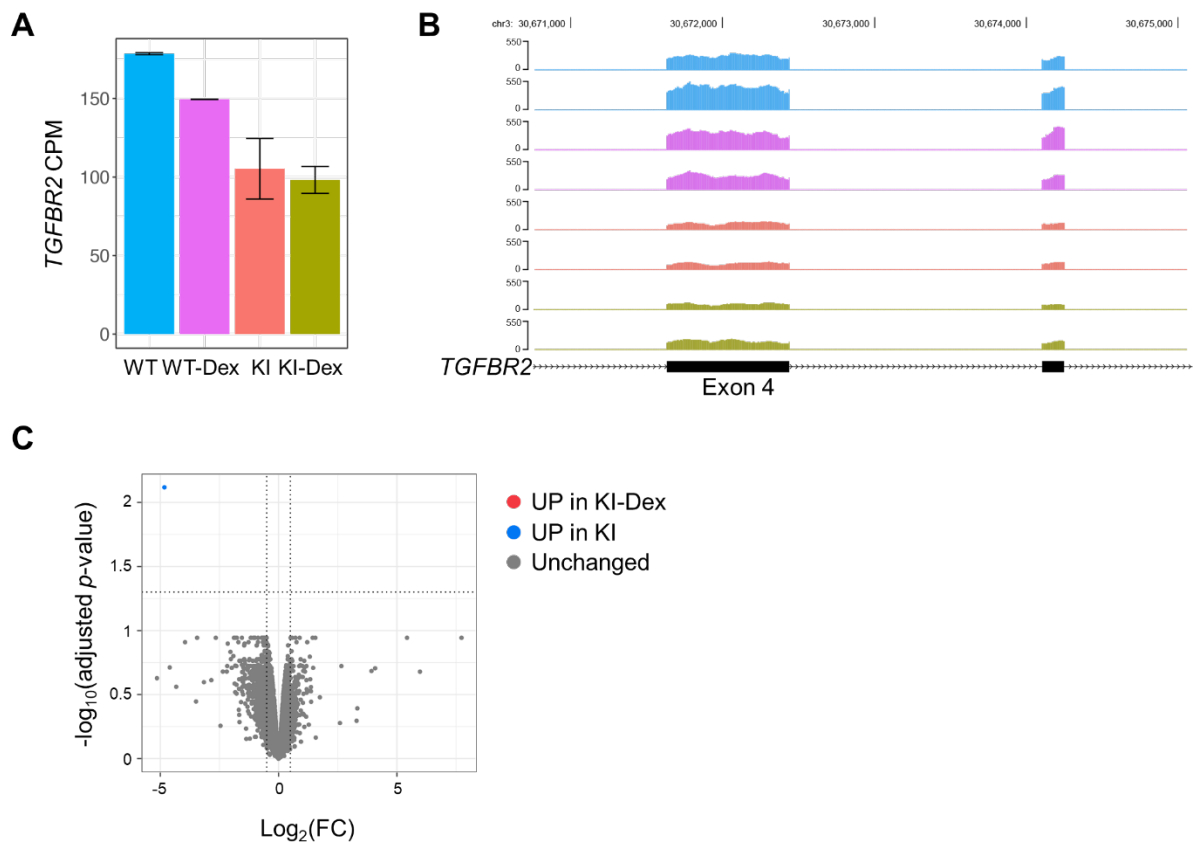 A
TGFBR2 CPM
150
100
50
0
WT WT-Dex KI KI-Dex
B
chr3: 30,671,000 30,672,000 30,673,000 30,674,000 30,675,000
550
0
550
0
550
0
550
0
550
0
550
0
550
0
550
0
TGFBR2
Exon 4
C
-log10(adjusted p-value)
2
1.5
1
0.5
0
-5 0 5
Log2(FC)
UP in KI-Dex
UP in KI
Unchanged